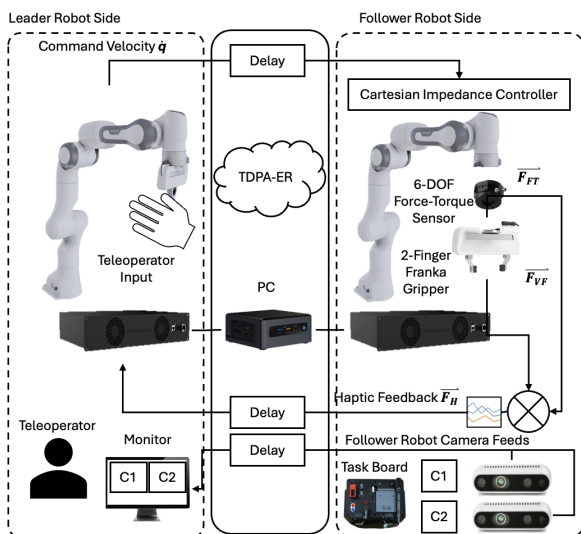 Leader Robot Side
Follower Robot Side
Command Velocity q̇
Delay
Cartesian Impedance Controller
TDPA-ER
6-DOF
Force-Torque
Sensor
F_FT
Teleoperator
Input
2-Finger
Franka
Gripper
F_VF
PC
Haptic Feedback F_H
Delay
Teleoperator
Monitor
Delay
Follower Robot Camera Feeds
C1 C2
Task Board
C1
C2